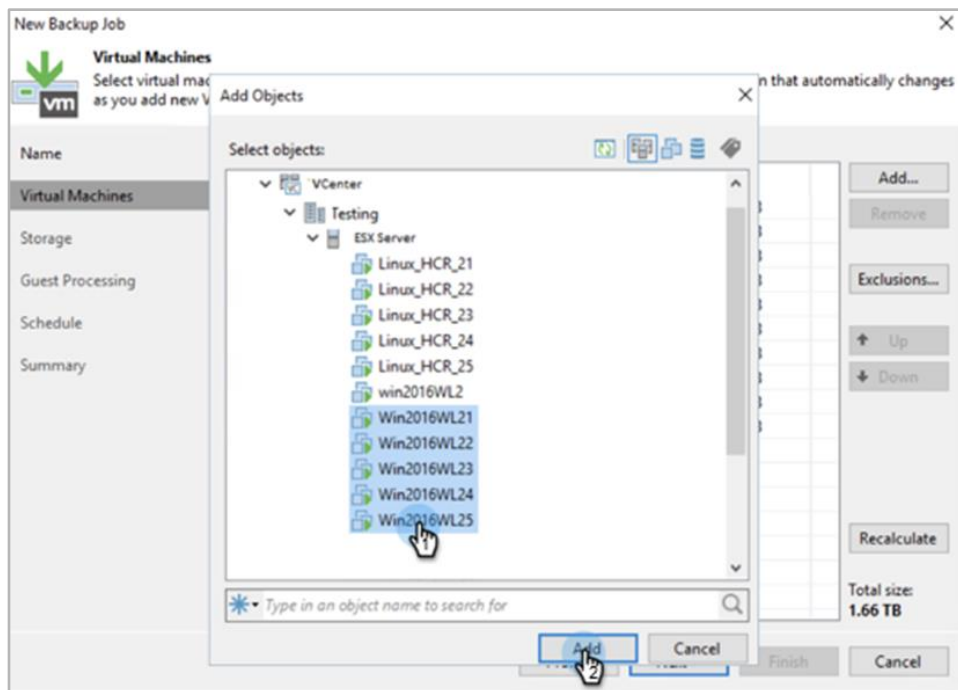 New Backup Job
Virtual Machines
Select virtual mac
n that automatically changes
as you add new V
Add Objects
Name
Virtual Machines
Storage
Guest Processing
Schedule
Summary
Select objects:
VCenter
Testing
ESX Server
Linux_HCR_21
Linux_HCR_22
Linux_HCR_23
Linux_HCR_24
Linux_HCR_25
win2016WL2
Win2016WL21
Win2016WL22
Win2016WL23
Win2016WL24
Win2016WL25
1
Type in an object name to search for
Add
2
Cancel
Add...
Remove
Exclusions...
Up
Down
Recalculate
Total size:
1.66 TB
Finish
Cancel